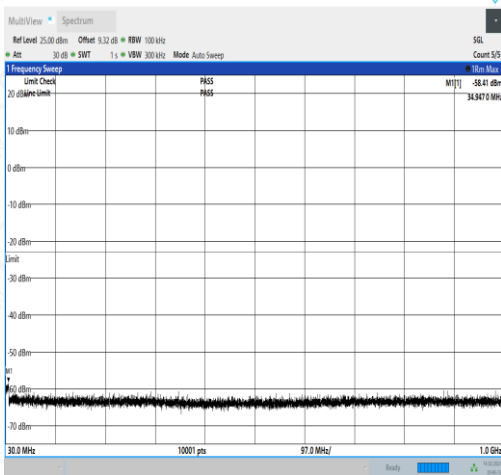 MultiView Spectrum
Ref Level 25.00 dBm Offset 9.32 dB RBW 100 kHz SGL
Att 30 dB SWT 1 s VBW 300 kHz Mode Auto Sweep Count 5/5
1 Frequency Sweep 1Rm Max
Limit Check PASS M1[1] -58.41 dBm
20 dBm Line Limit PASS 34.947 0 MHz
10 dBm
0 dBm
-10 dBm
-20 dBm
Limit
-30 dBm
-40 dBm
-50 dBm
M1
-60 dBm
-70 dBm
30.0 MHz 10001 pts 97.0 MHz/ 1.0 GHz
Ready